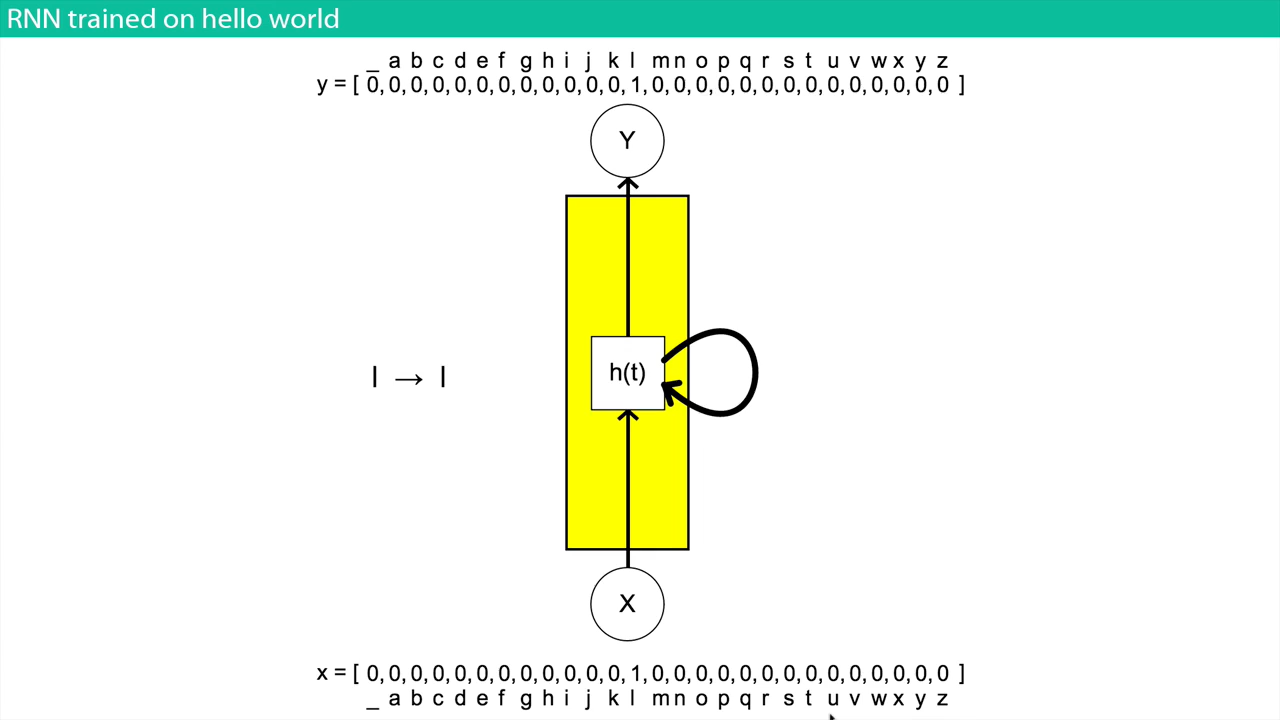 RNN trained on hello world
_ a b c d e f g h i j k l m n o p q r s t u v w x y z
y = [ 0,0,0,0,0,0,0,0,0,0,0,0,1,0,0,0,0,0,0,0,0,0,0,0,0,0,0 ]
Y
h(t)
l → l
X
x = [ 0,0,0,0,0,0,0,0,0,0,0,0,1,0,0,0,0,0,0,0,0,0,0,0,0,0,0 ]
_ a b c d e f g h i j k l m n o p q r s t u v w x y z